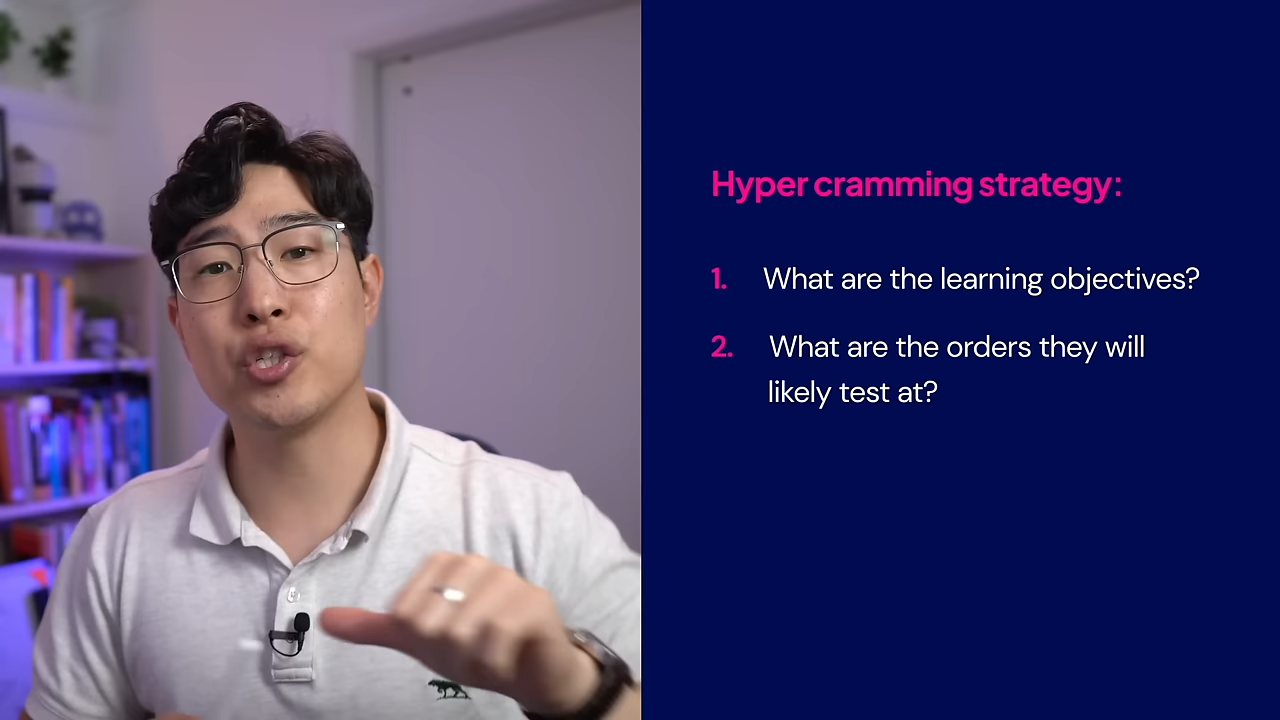 Hyper cramming strategy:
1. What are the learning objectives?
2. What are the orders they will
likely test at?